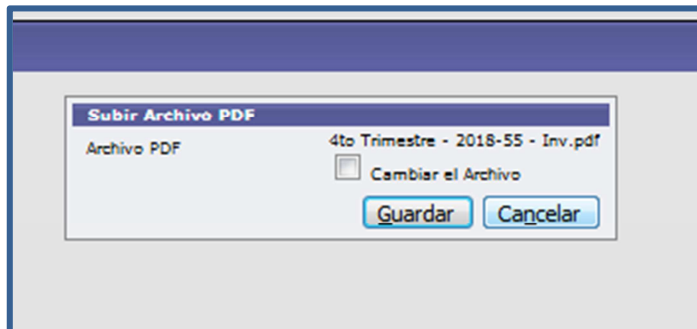 Subir Archivo PDF
Archivo PDF
4to Trimestre - 2018-55 - Inv.pdf
Cambiar el Archivo
Guardar Cancelar